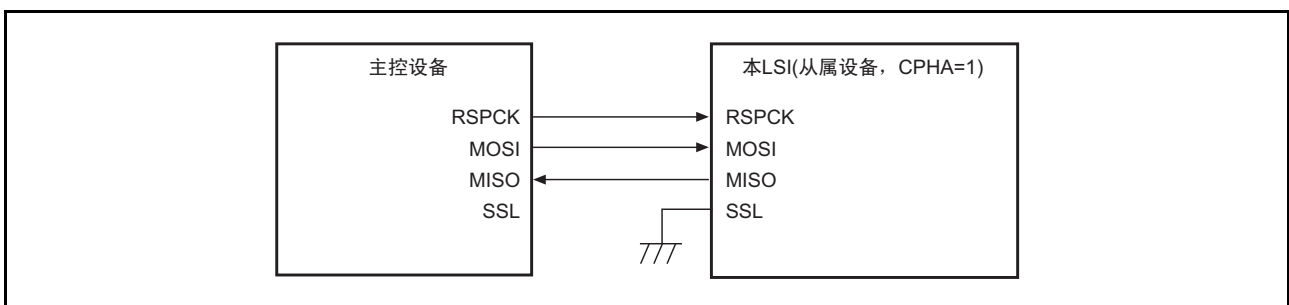 主控设备
RSPCK
MOSI
MISO
SSL
本LSI(从属设备，CPHA=1)
RSPCK
MOSI
MISO
SSL